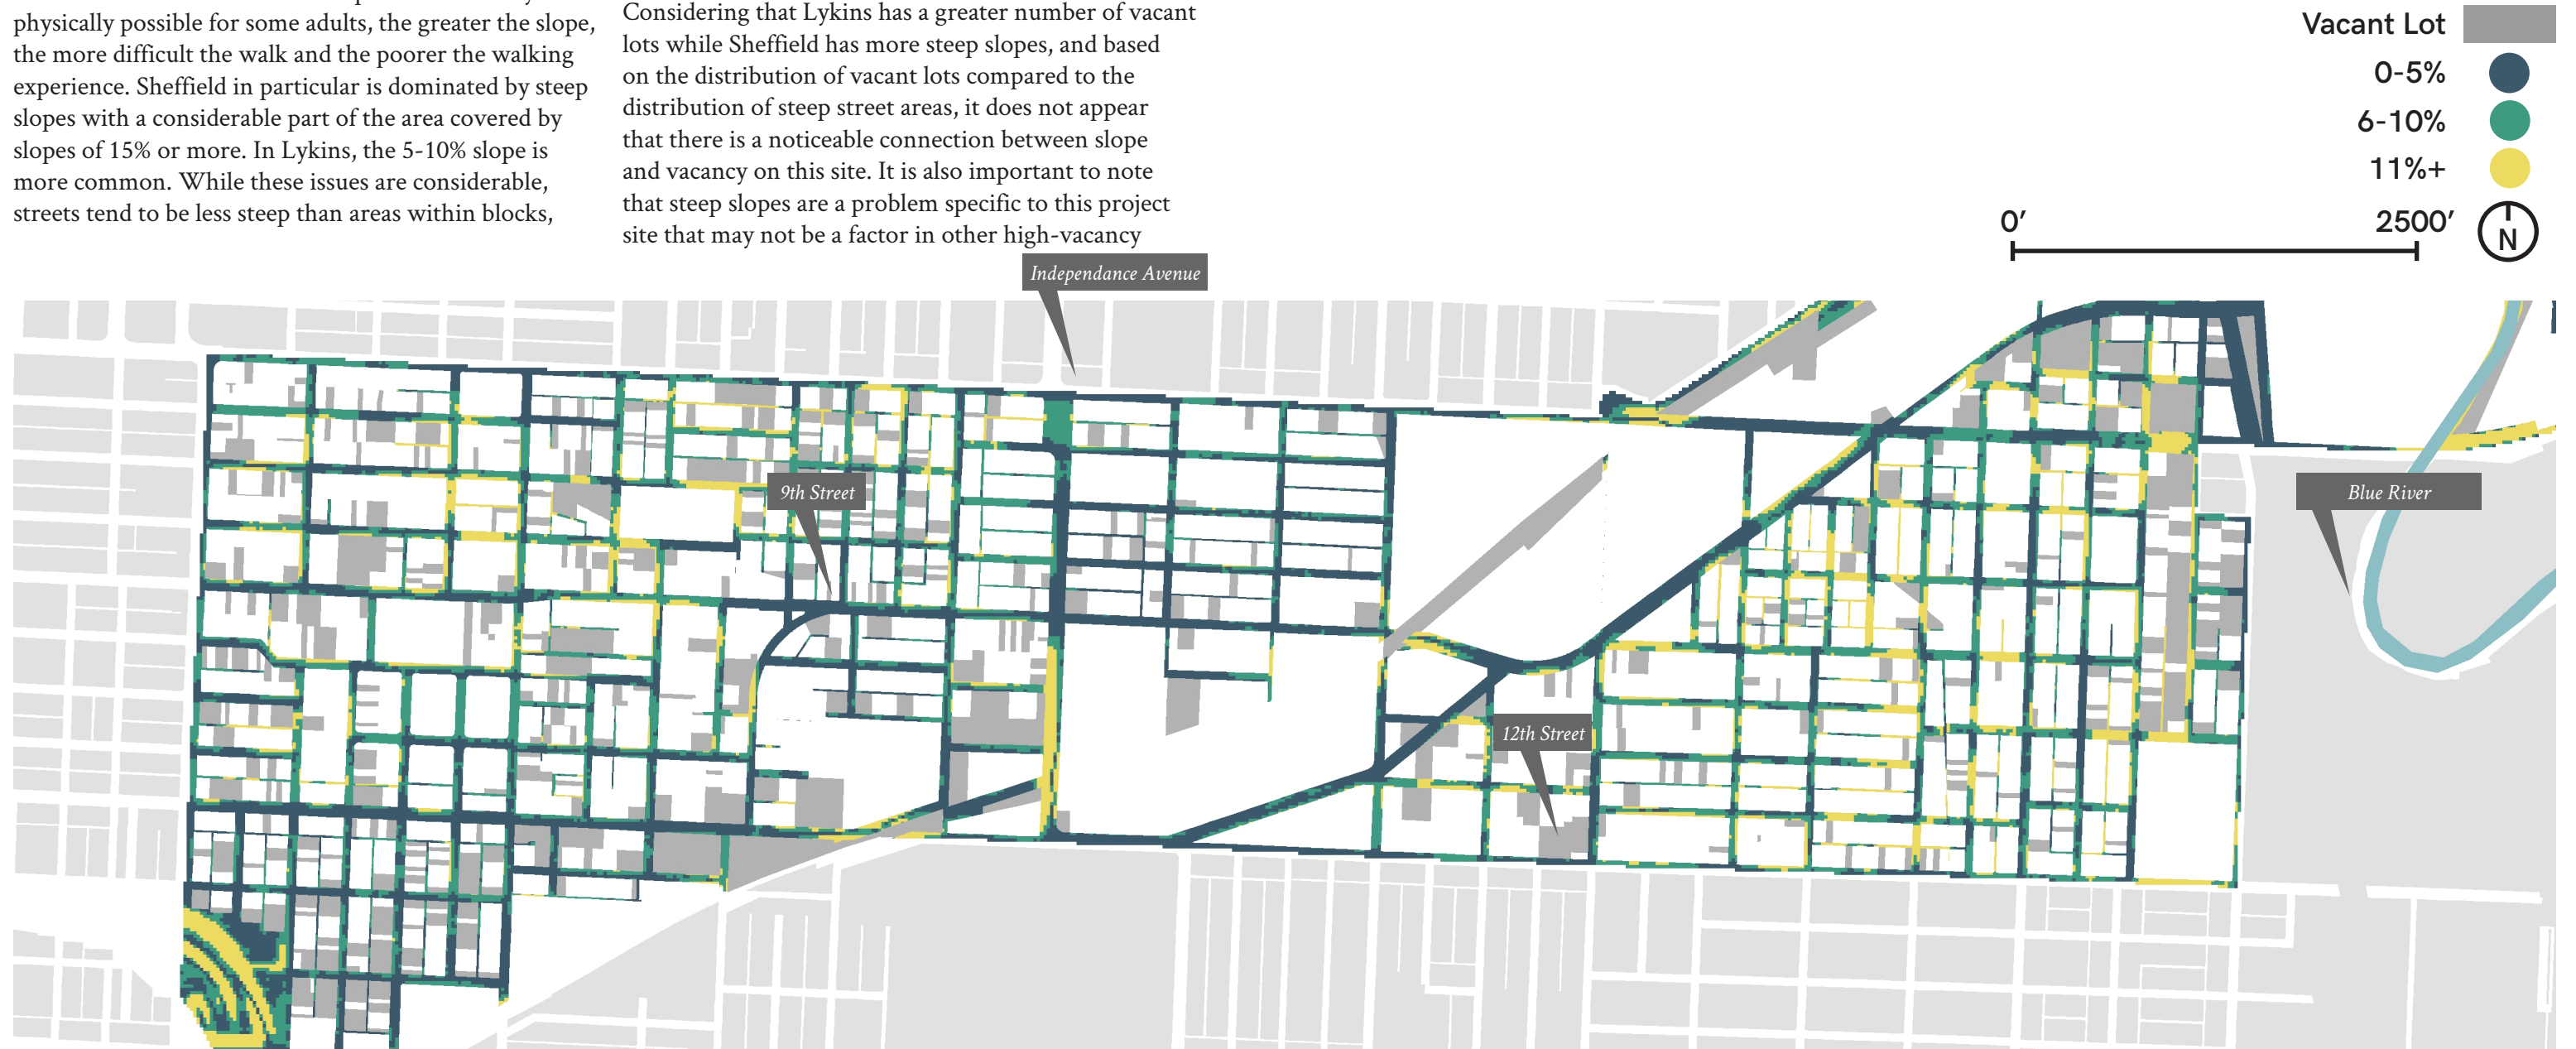 physically possible for some adults, the greater the slope,
the more difficult the walk and the poorer the walking
experience. Sheffield in particular is dominated by steep
slopes with a considerable part of the area covered by
slopes of 15% or more. In Lykins, the 5-10% slope is
more common. While these issues are considerable,
streets tend to be less steep than areas within blocks,
Considering that Lykins has a greater number of vacant
lots while Sheffield has more steep slopes, and based
on the distribution of vacant lots compared to the
distribution of steep street areas, it does not appear
that there is a noticeable connection between slope
and vacancy on this site. It is also important to note
that steep slopes are a problem specific to this project
site that may not be a factor in other high-vacancy
Vacant Lot
0-5%
6-10%
11%+
0’ 2500’
N
Independance Avenue
9th Street
Blue River
12th Street